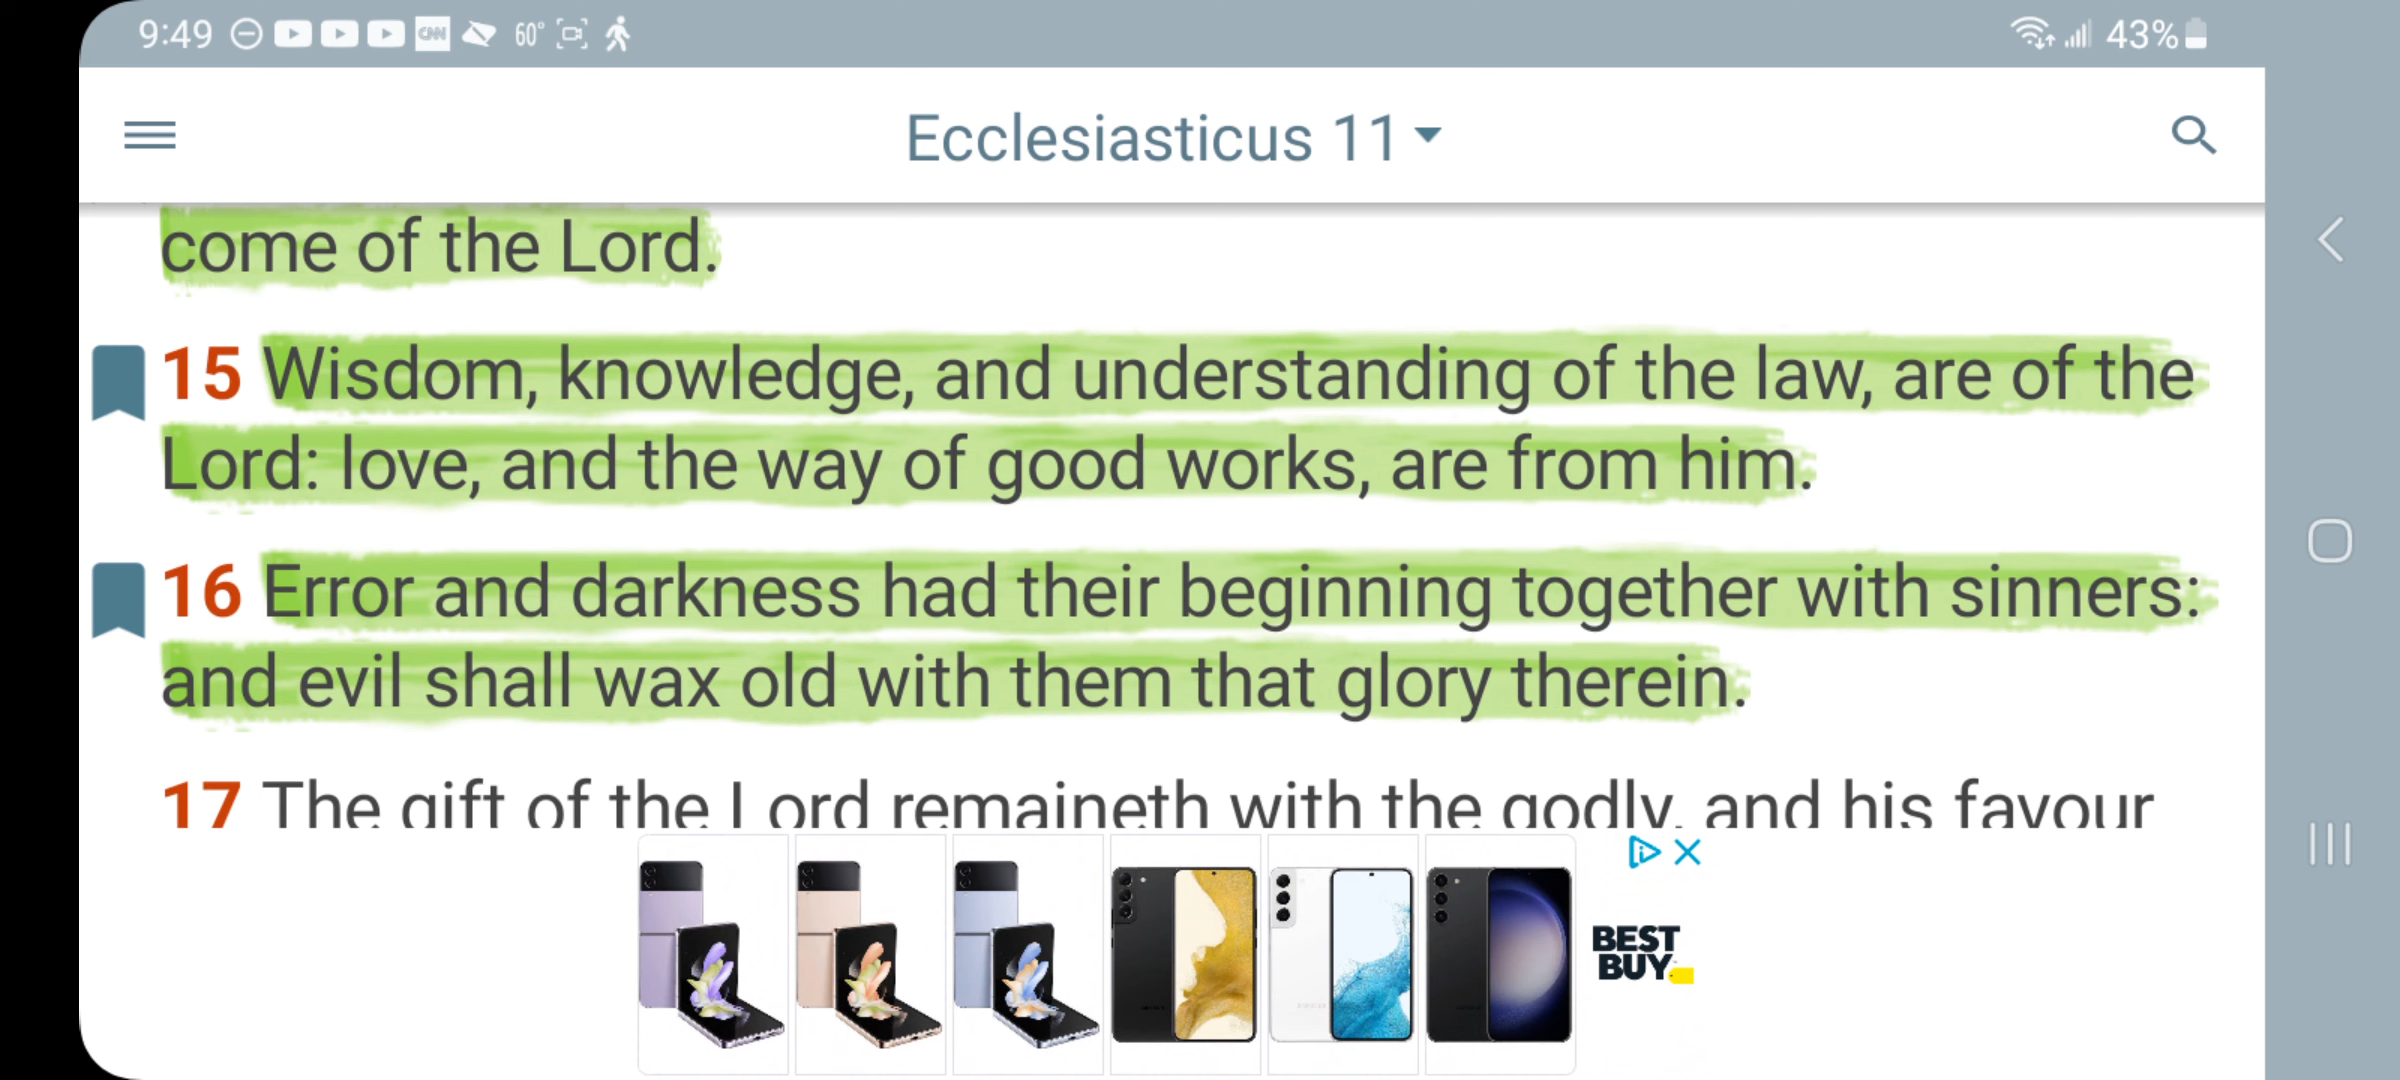 9:49 CNN 60° 43%
Ecclesiasticus 11
come of the Lord.
15 Wisdom, knowledge, and understanding of the law, are of the
Lord: love, and the way of good works, are from him.
16 Error and darkness had their beginning together with sinners:
and evil shall wax old with them that glory therein.
17 The gift of the Lord remaineth with the godly, and his favour
BEST
BUY